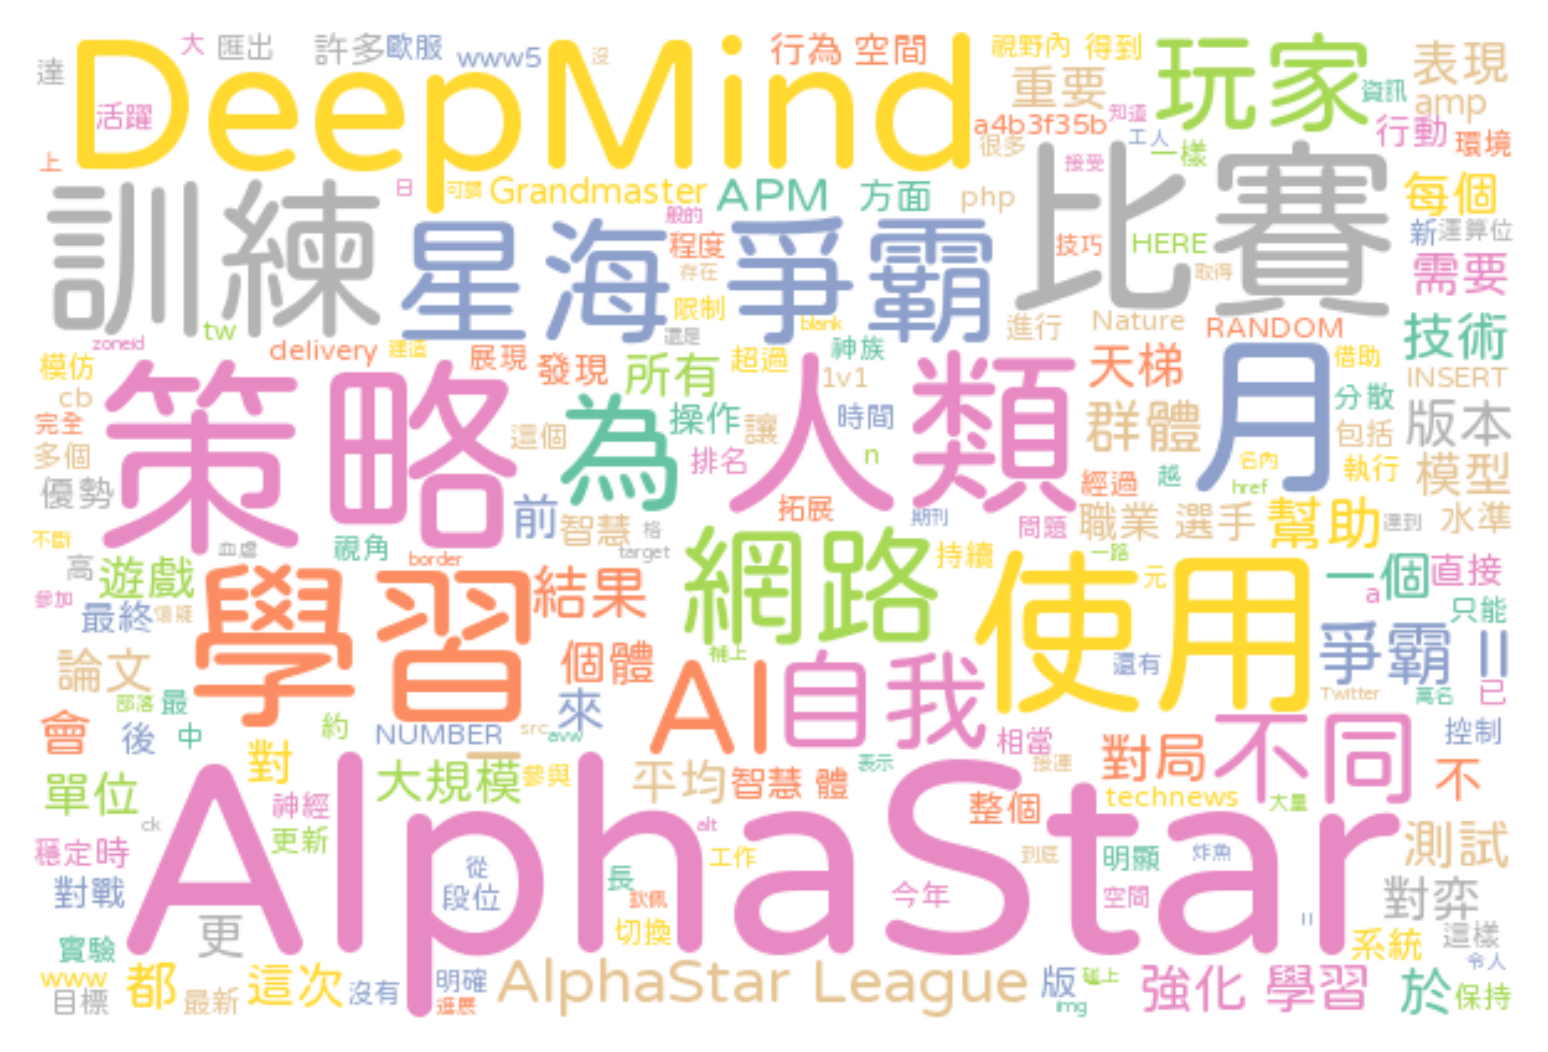 大 匯出 許多 歐服 www5 沒 行為 空間 視野內 得到 玩家 表現
達 DeepMind 重要 資訊 amp
活躍 a4b3f35b 知道 行動
上 很多 工人 一樣 環境
訓練 日 可謂 Grandmaster APM 方面 php 接受 比賽 每個
般的
星海爭霸 程度 技巧 HERE 新 運算位
存在 取得 需要
限制
tw blank 進行 Nature RANDOM 技術
zoneid delivery 建造 還是 神族
模仿 展現 發現 所有 超過 1v1 天梯 月 借助 INSERT
cb 策略 為 操作 讓 人類 時間 群體 分散 版本
完全 這個 包括
多個 排名 n 經過 越 名內 執行 模型
優勢 href
前 智慧 格 拓展 期刊 問題 職業 選手 幫助 達到 水準
不斷 血虛 視角 target
高 遊戲 border 網路 持續 一路 一個 直接
參加 學習 結果 使用 元 a
最終 只能
論文 個體 補上 還有 爭霸 II
部落 最 AI 自我 Twitter 萬名 已
會 後 中 約 NUMBER src 來 avw 相當 不同 控制
對 一 對局
單位 大規模 參與 平均 智慧 體 表示 接連 不
神經 AlphaStar 整個 technews 大量
ck 更新 alt 測試
穩定時 工作 到底 明顯 炸魚
對戰 從 段位 長 欽佩 今年 空間 對弈
更 切換 II
實驗 系統 這樣
www 都 這次 沒有 明確 AlphaStar League 版 碰上 強化 學習 於 令人
目標 最新 進展 img 保持